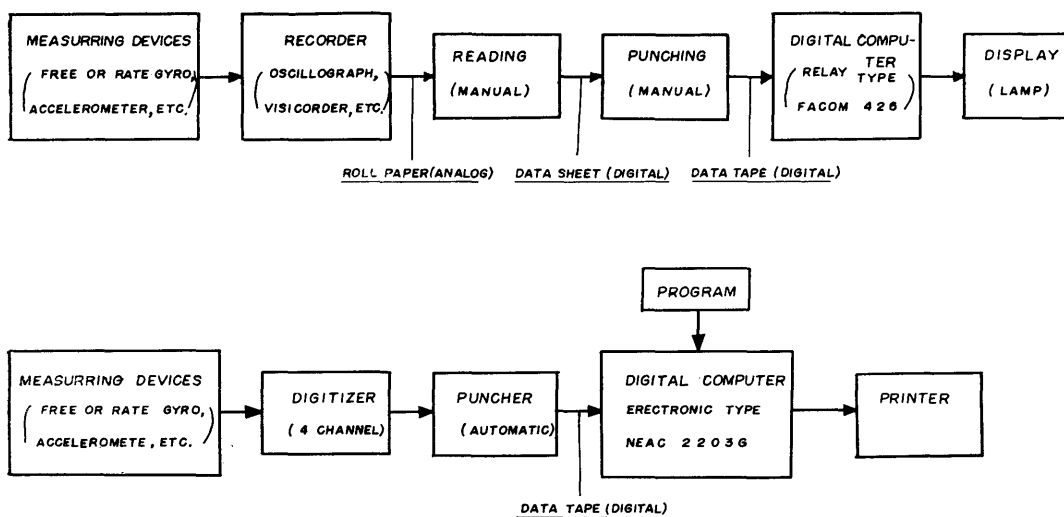 MEASURRING DEVICES
(FREE OR RATE GYRO,
ACCELEROMETER, ETC.)
RECORDER
(OSCILLOGRAPH,
VISICORDER, ETC.)
READING
(MANUAL)
PUNCHING
(MANUAL)
DIGITAL COMPU-
TER
(RELAY TYPE
FACOM 426)
DISPLAY
(LAMP)
ROLL PAPER (ANALOG)
DATA SHEET (DIGITAL)
DATA TAPE (DIGITAL)
PROGRAM
MEASURRING DEVICES
(FREE OR RATE GYRO,
ACCELEROMETE, ETC.)
DIGITIZER
(4 CHANNEL)
PUNCHER
(AUTOMATIC)
DIGITAL COMPUTER
ERECTRONIC TYPE
NEAC 2203G
PRINTER
DATA TAPE (DIGITAL)